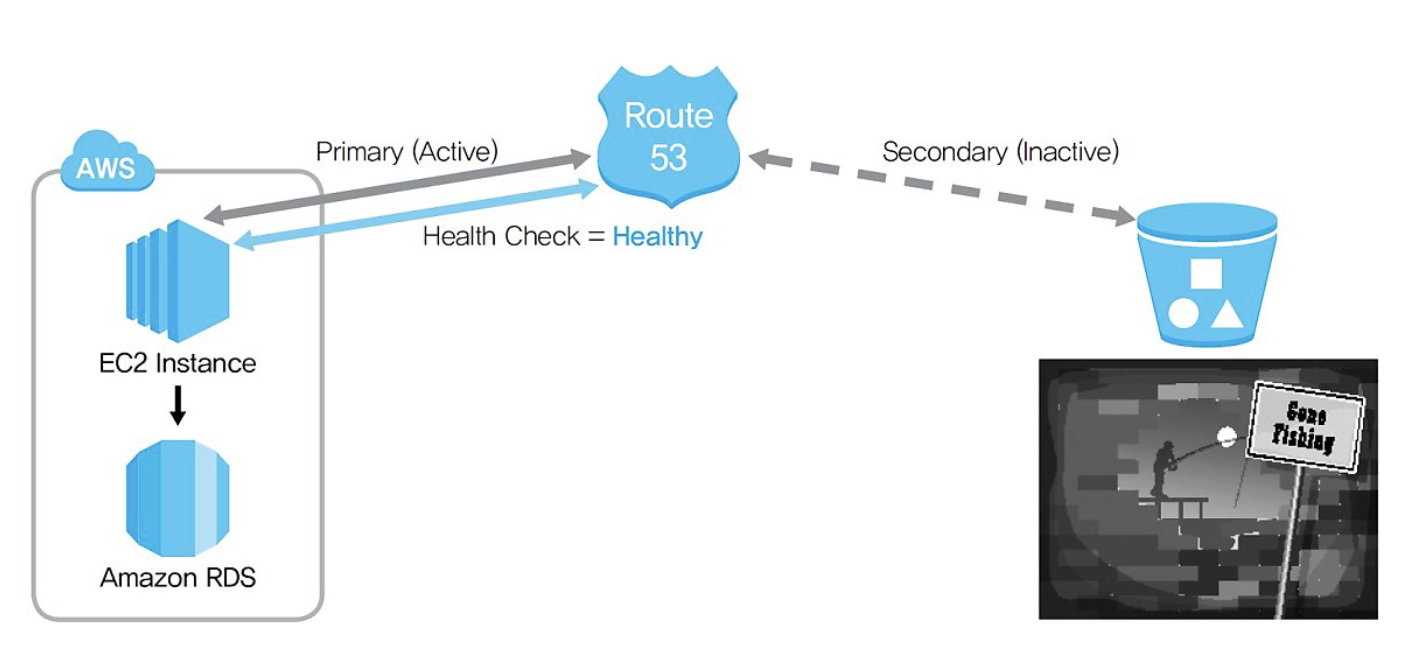 Route
53
Primary (Active)
Secondary (Inactive)
AWS
Health Check = Healthy
EC2 Instance
Gone
Fishing
Amazon RDS